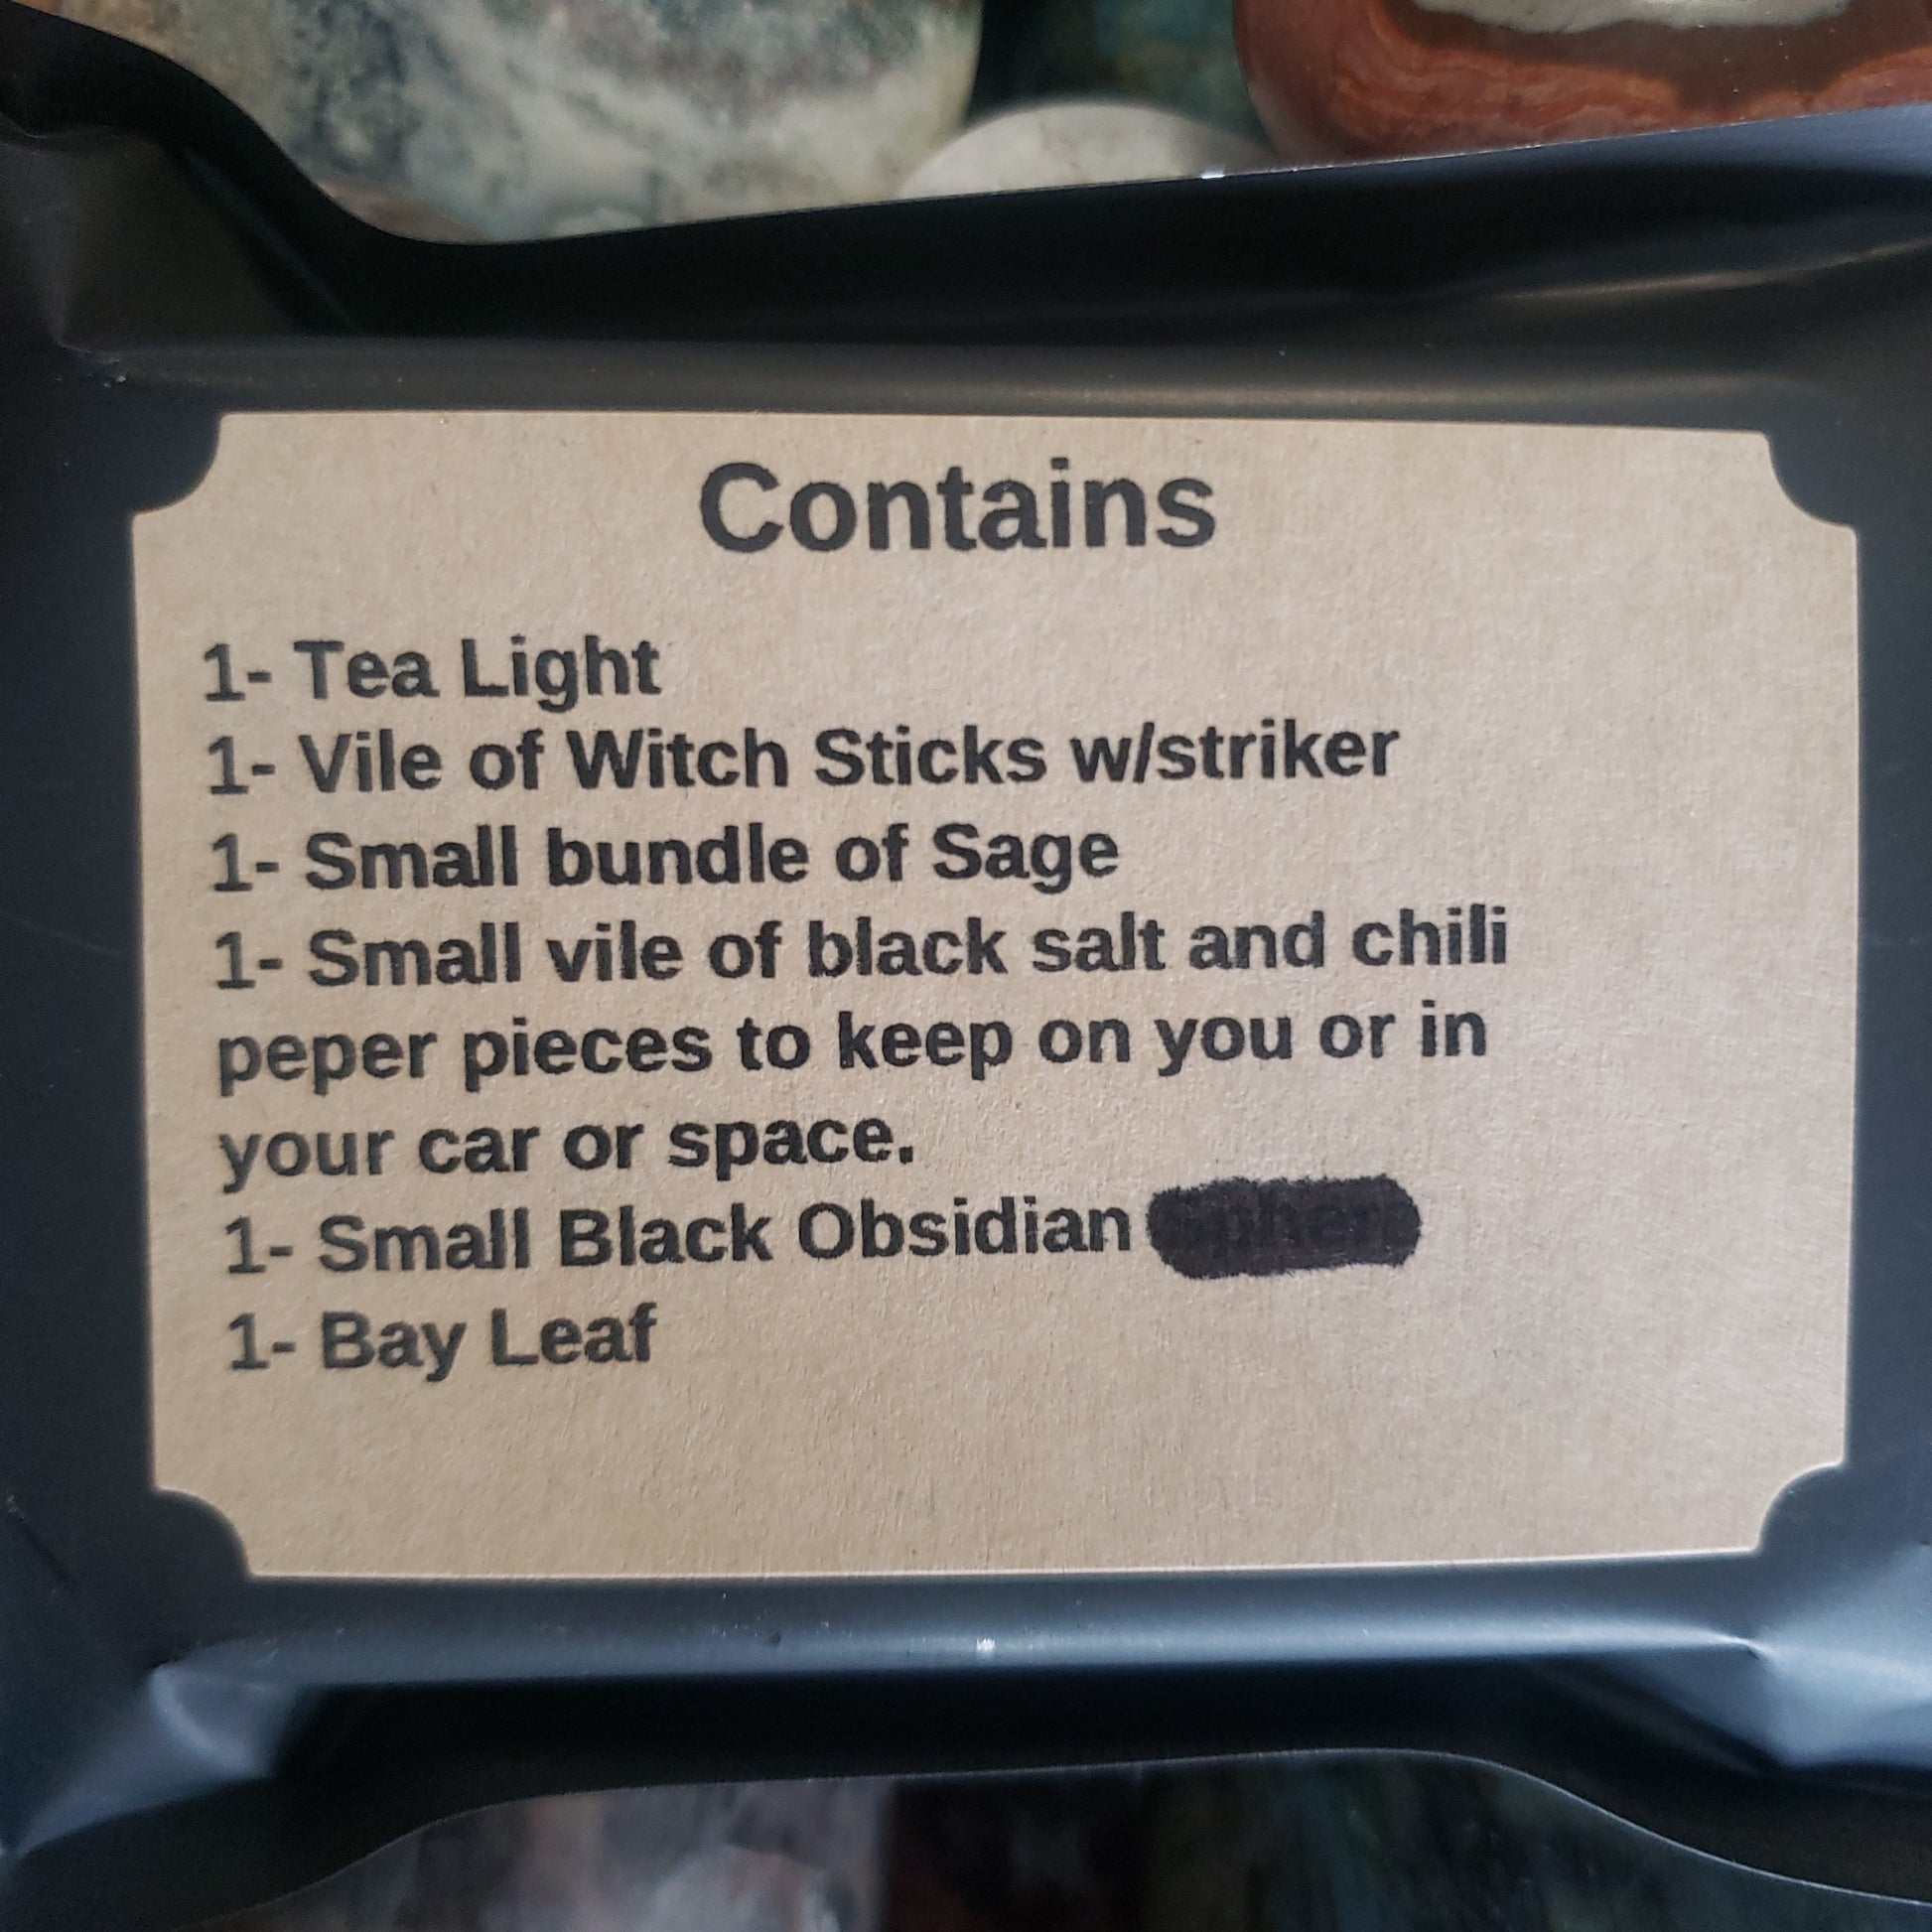 Contains
1- Tea Light
1- Vile of Witch Sticks w/striker
1- Small bundle of Sage
1- Small vile of black salt and chili
peper pieces to keep on you or in
your car or space.
1- Small Black Obsidian
1- Bay Leaf